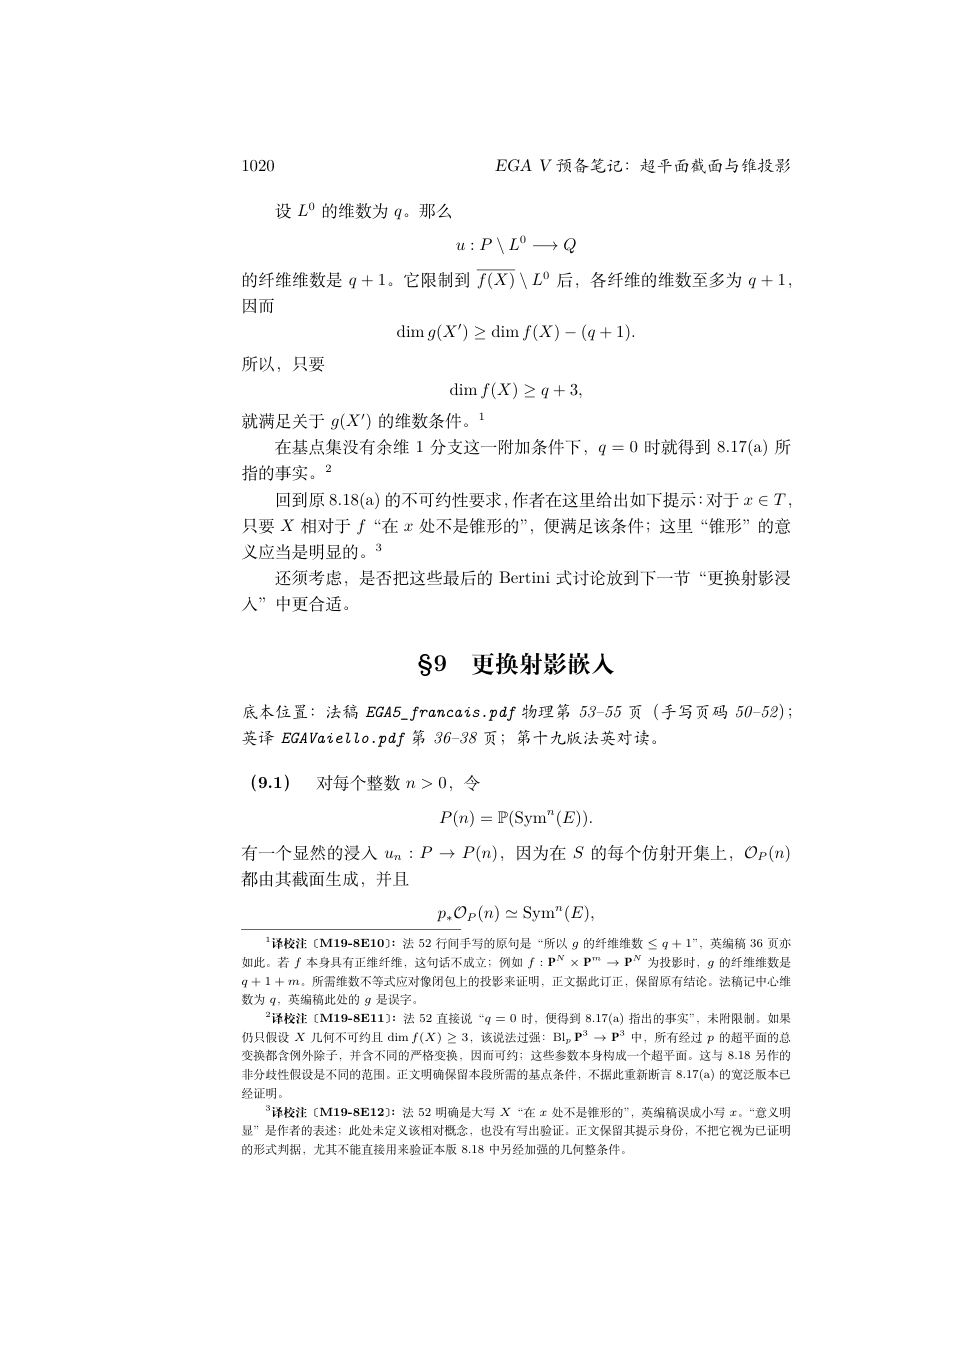 1020 EGA V 预备笔记：超平面截面与锥投影
设 L⁰ 的维数为 q。那么
u : P \ L⁰ ⟶ Q
的纤维维数是 q + 1。它限制到 \overline{f(X)} \ L⁰ 后，各纤维的维数至多为 q + 1，
因而
dim g(X′) ≥ dim f(X) − (q + 1).
所以，只要
dim f(X) ≥ q + 3,
就满足关于 g(X′) 的维数条件。¹
在基点集没有余维 1 分支这一附加条件下，q = 0 时就得到 8.17(a) 所
指的事实。²
回到原 8.18(a) 的不可约性要求，作者在这里给出如下提示：对于 x ∈ T，
只要 X 相对于 f “在 x 处不是锥形的”，便满足该条件；这里 “锥形” 的意
义应当是明显的。³
还须考虑，是否把这些最后的 Bertini 式讨论放到下一节 “更换射影浸
入” 中更合适。
§9 更换射影嵌入
底本位置：法稿 EGA5_francais.pdf 物理第 53–55 页（手写页码 50–52）；
英译 EGAVaiello.pdf 第 36–38 页；第十九版法英对读。
(9.1) 对每个整数 n > 0，令
P(n) = ℙ(Symⁿ(E)).
有一个显然的浸入 uₙ : P → P(n)，因为在 S 的每个仿射开集上，𝒪_P(n)
都由其截面生成，并且
p_*𝒪_P(n) ≃ Symⁿ(E),
¹译校注〔M19-8E10〕：法 52 行间手写的原句是 “所以 g 的纤维维数 ≤ q + 1”，英编稿 36 页亦
如此。若 f 本身具有正维纤维，这句话不成立；例如 f : P^N × P^m → P^N 为投影时，g 的纤维维数是
q + 1 + m。所需维数不等式应对像闭包上的投影来证明，正文据此订正，保留原有结论。法稿记中心维
数为 q，英编稿此处的 g 是误字。
²译校注〔M19-8E11〕：法 52 直接说 “q = 0 时，便得到 8.17(a) 指出的事实”，未附限制。如果
仍只假设 X 几何不可约且 dim f(X) ≥ 3，该说法过强：Bl_p P³ → P³ 中，所有经过 p 的超平面的总
变换都含例外除子，并含不同的严格变换，因而可约；这些参数本身构成一个超平面。这与 8.18 另作的
非分歧性假设是不同的范围。正文明确保留本段所需的基点条件，不据此重新断言 8.17(a) 的宽泛版本已
经证明。
³译校注〔M19-8E12〕：法 52 明确是大写 X “在 x 处不是锥形的”，英编稿误成小写 x。“意义明
显” 是作者的表述；此处未定义该相对概念，也没有写出验证。正文保留其提示身份，不把它视为已证明
的形式判据，尤其不能直接用来验证本版 8.18 中另经加强的几何整条件。